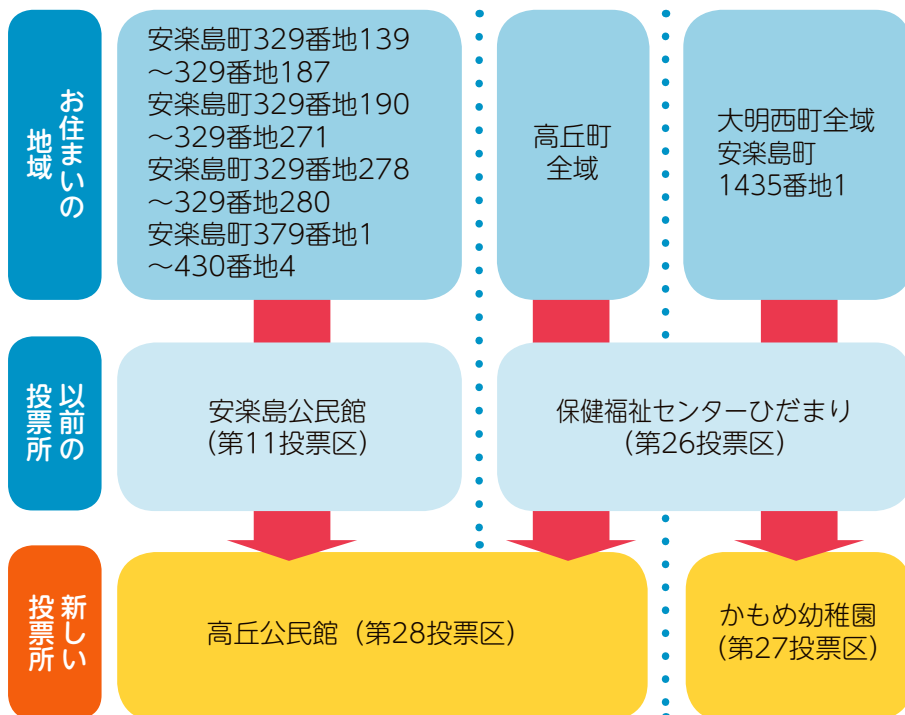 お住まいの
地域
安楽島町329番地139
～329番地187
安楽島町329番地190
～329番地271
安楽島町329番地278
～329番地280
安楽島町379番地1
～430番地4
高丘町
全域
大明西町全域
安楽島町
1435番地1
以前の
投票所
安楽島公民館
（第11投票区）
保健福祉センターひだまり
（第26投票区）
新しい
投票所
高丘公民館（第28投票区）
かもめ幼稚園
（第27投票区）